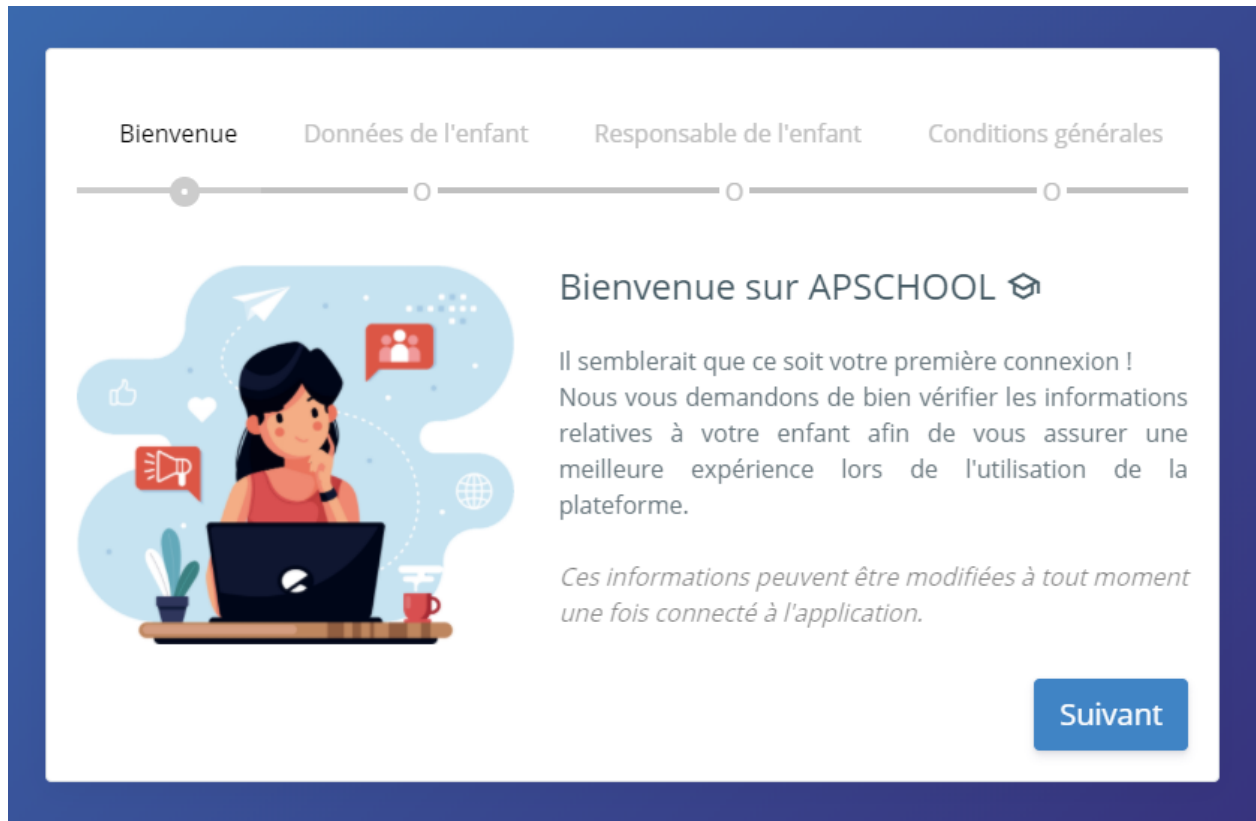 Bienvenue
Données de l'enfant
Responsable de l'enfant
Conditions générales
Bienvenue sur APSCHOOL
Il semblerait que ce soit votre première connexion !
Nous vous demandons de bien vérifier les informations
relatives à votre enfant afin de vous assurer une
meilleure expérience lors de l'utilisation de la
plateforme.
Ces informations peuvent être modifiées à tout moment
une fois connecté à l'application.
Suivant